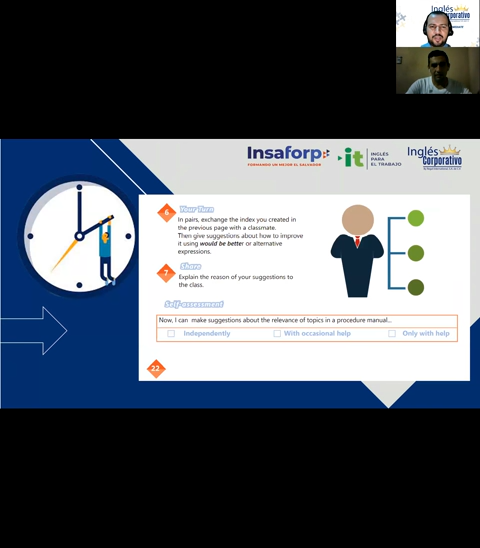 Inglés
Corporativo
Insaforp
FORMANDO UN MEJOR EL SALVADOR
it
INGLÉS
PARA
EL TRABAJO
Inglés
Corporativo
6
Your Turn
In pairs, exchange the index you created in
the previous page with a classmate.
Then give suggestions about how to improve
it using would be better or alternative
expressions.
7
Share
Explain the reason of your suggestions to
the class.
Self-assessment
Now, I can make suggestions about the relevance of topics in a procedure manual...
Independently
With occasional help
Only with help
22